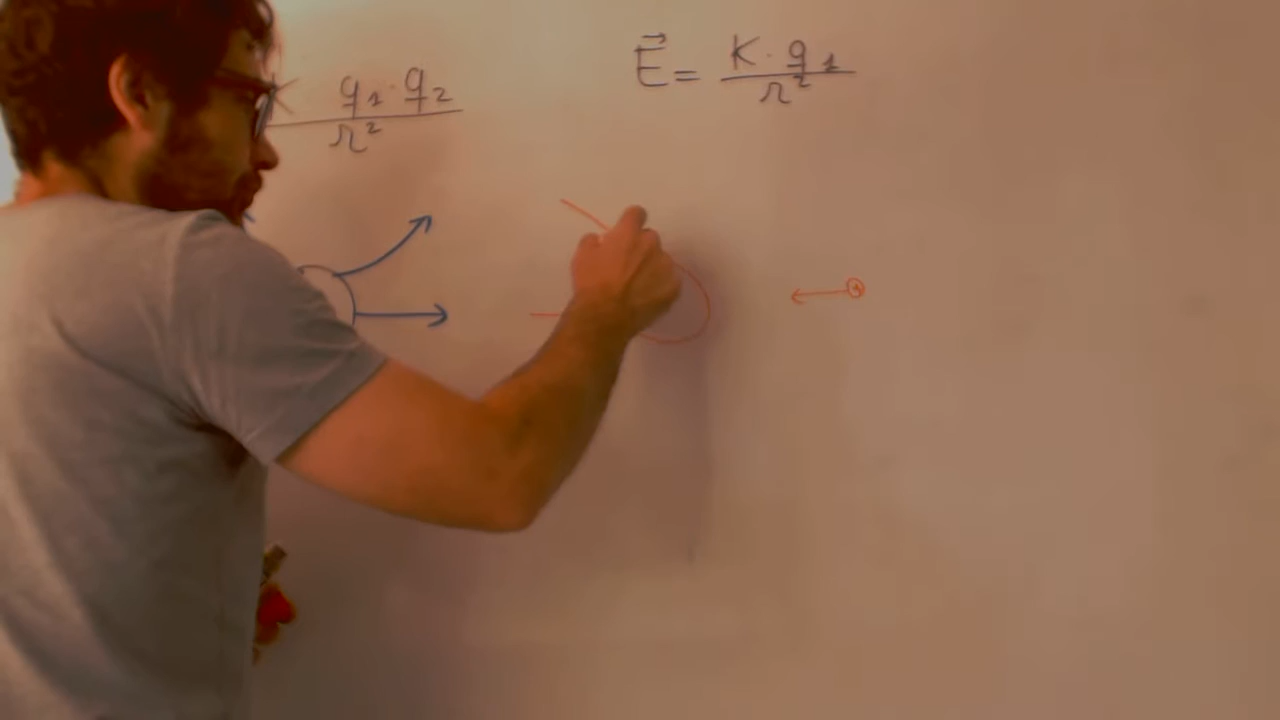 K q₁·q₂
r²
E⃗ = K·q₁
r²
+